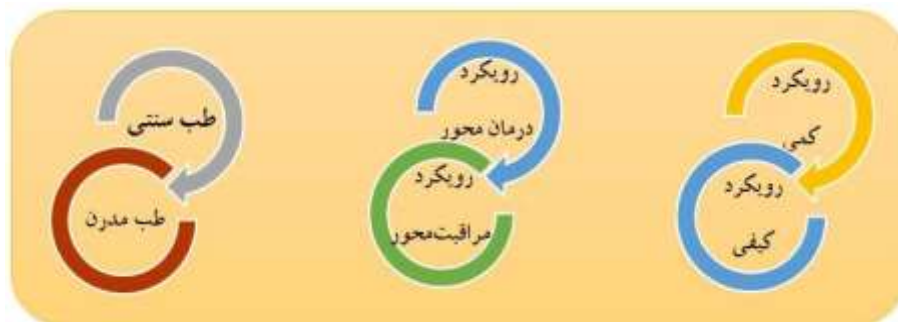 رویکرد
کمی
رویکرد
کیفی
رویکرد
درمان محور
رویکرد
مراقبت‌محور
طب سنتی
طب مدرن